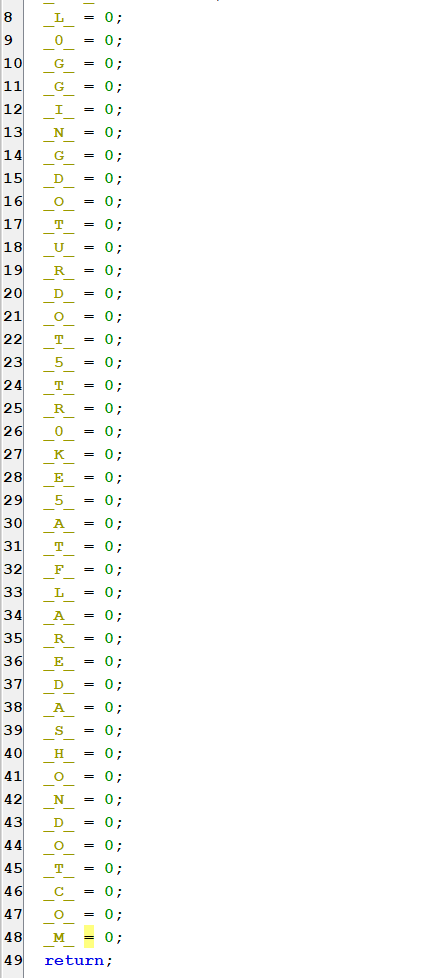 8 _L_ = 0;
9 _0_ = 0;
10 _G_ = 0;
11 _G_ = 0;
12 _I_ = 0;
13 _N_ = 0;
14 _G_ = 0;
15 _D_ = 0;
16 _O_ = 0;
17 _T_ = 0;
18 _U_ = 0;
19 _R_ = 0;
20 _D_ = 0;
21 _O_ = 0;
22 _T_ = 0;
23 _5_ = 0;
24 _T_ = 0;
25 _R_ = 0;
26 _0_ = 0;
27 _K_ = 0;
28 _E_ = 0;
29 _5_ = 0;
30 _A_ = 0;
31 _T_ = 0;
32 _F_ = 0;
33 _L_ = 0;
34 _A_ = 0;
35 _R_ = 0;
36 _E_ = 0;
37 _D_ = 0;
38 _A_ = 0;
39 _S_ = 0;
40 _H_ = 0;
41 _O_ = 0;
42 _N_ = 0;
43 _D_ = 0;
44 _O_ = 0;
45 _T_ = 0;
46 _C_ = 0;
47 _O_ = 0;
48 _M_ = 0;
49 return;